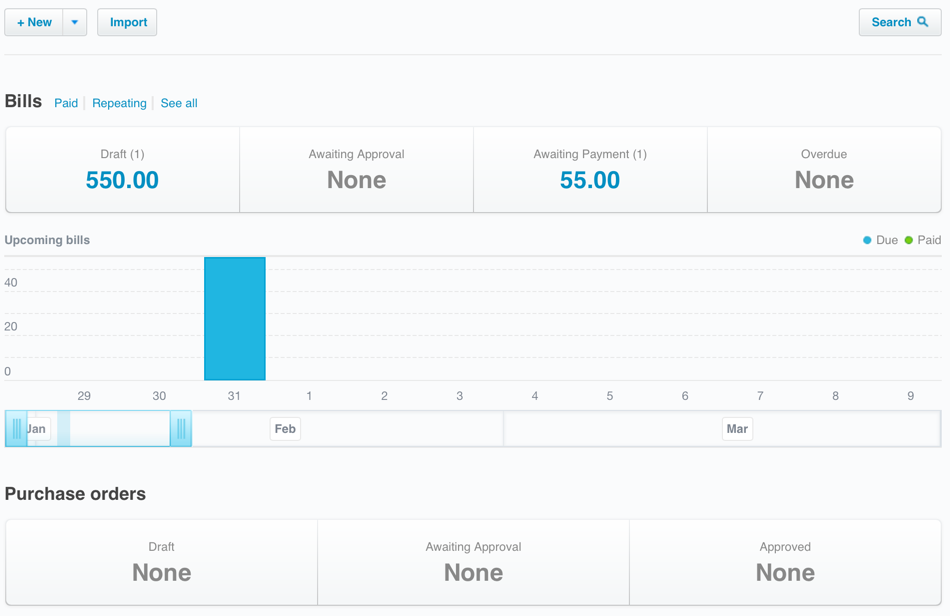 + New
Import
Search
Bills Paid Repeating See all
Draft (1) Awaiting Approval Awaiting Payment (1) Overdue
550.00 None 55.00 None
Upcoming bills Due Paid
40
20
0
29 30 31 1 2 3 4 5 6 7 8 9
Jan Feb Mar
Purchase orders
Draft Awaiting Approval Approved
None None None